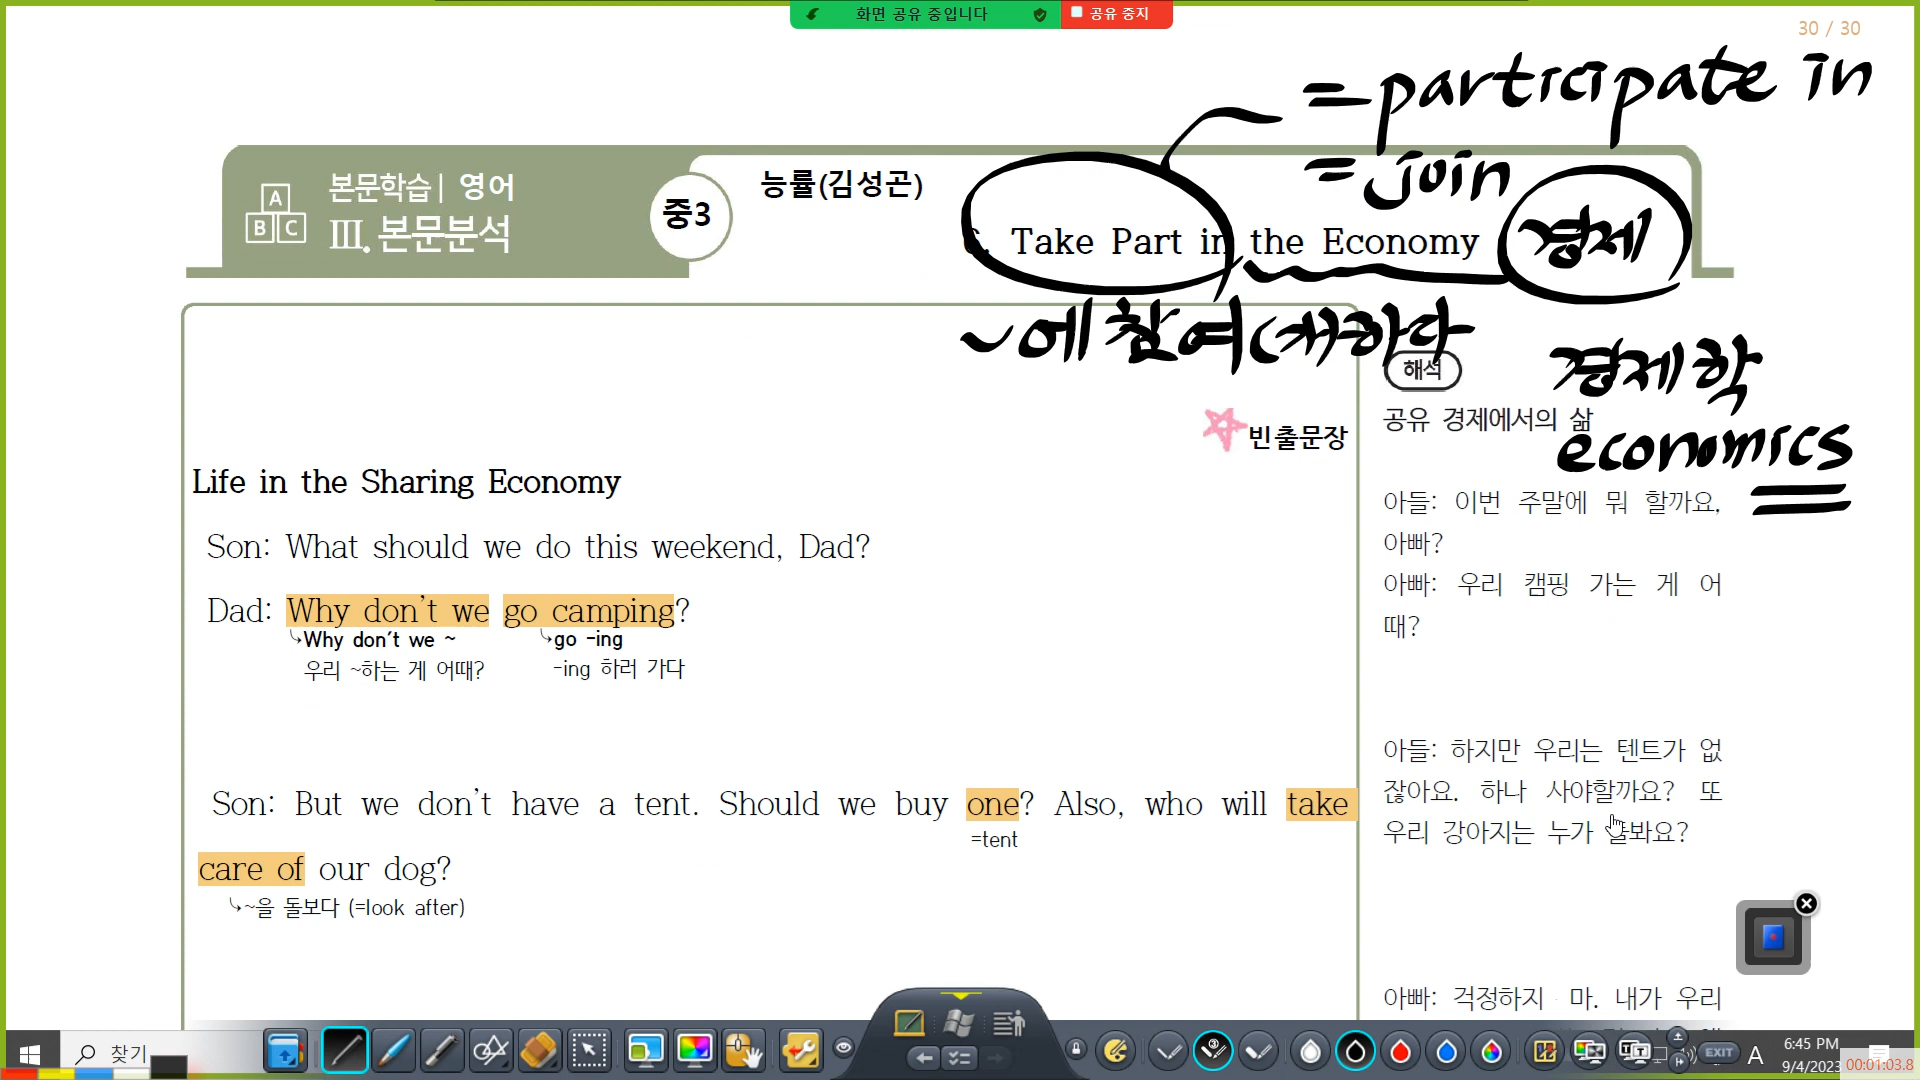 화면 공유 중입니다 공유 중지
30 / 30
=participate in
=join
본문학습| 영어
Ⅲ. 본문분석
A
B C
중3
능률(김성곤)
6. Take Part in the Economy
경제
~에 참여(가)하다
경제학
economics
해석
빈출문장
공유 경제에서의 삶
Life in the Sharing Economy
Son: What should we do this weekend, Dad?
아들: 이번 주말에 뭐 할까요,
아빠?
Dad: Why don't we go camping?
Why don't we ~
go -ing
우리 ~하는 게 어때?
-ing 하러 가다
아빠: 우리 캠핑 가는 게 어
때?
Son: But we don't have a tent. Should we buy one? Also, who will take
=tent
care of our dog?
~을 돌보다 (=look after)
아들: 하지만 우리는 텐트가 없
잖아요. 하나 사야할까요? 또
우리 강아지는 누가 돌봐요?
아빠: 걱정하지 마. 내가 우리
찾기
EXIT
A
6:45 PM
9/4/2023
00:01:03.8